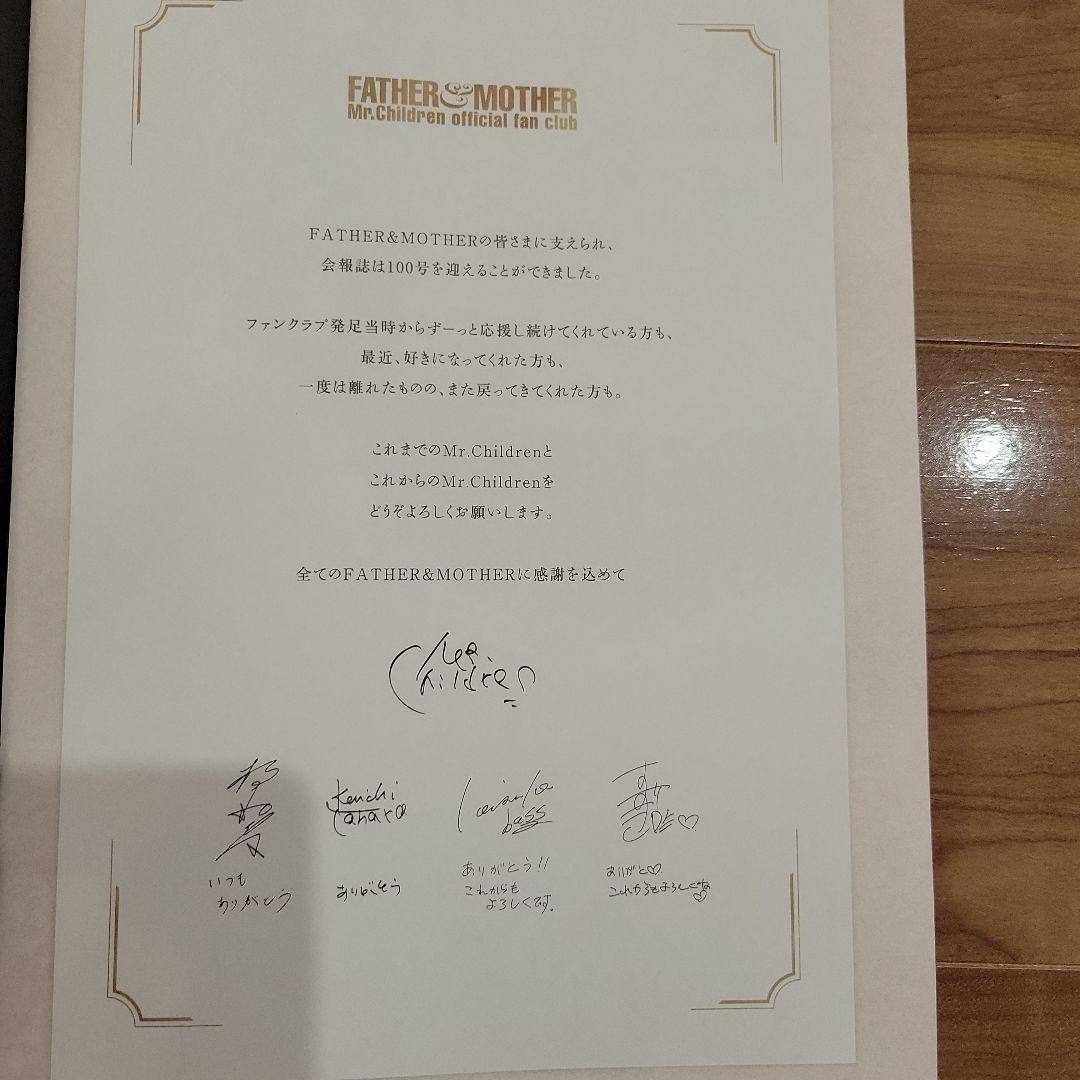 FATHER&MOTHER
Mr.Children official fan club
FATHER&MOTHERの皆さまに支えられ、
会報誌は100号を迎えることができました。
ファンクラブ発足当時からずーっと応援し続けてくれている方も、
最近、好きになってくれた方も、
一度は離れたものの、また戻ってきてくれた方も。
これまでのMr.Childrenと
これからのMr.Childrenを
どうぞよろしくお願いします。
全てのFATHER&MOTHERに感謝を込めて
Children
Kenichi
Tahara
bass
いつも
ありがとう
ありがとう
ありがとう!!
これからも
よろしくです.
ありがと♡
これからもよろしくね